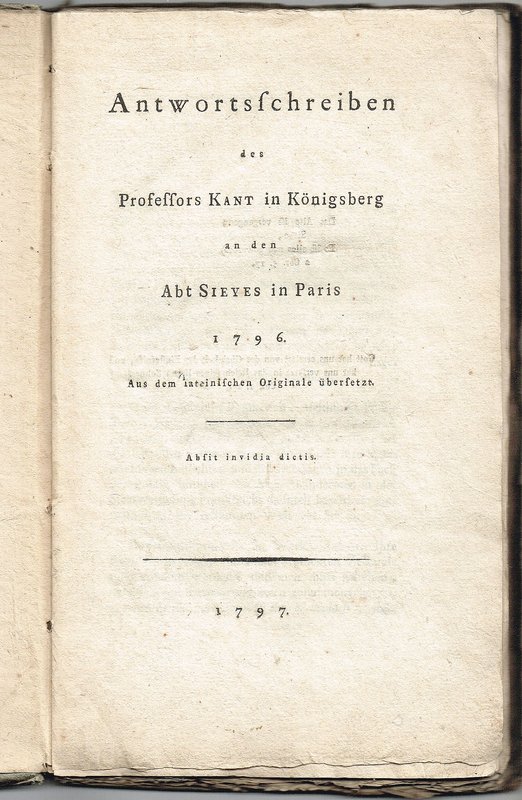 Antwortsſchreiben
des
Profeſſors KANT in Königsberg
an den
Abt SIEYES in Paris
1796.
Aus dem lateiniſchen Originale überſetzt.
Abſit invidia dictis.
1797.